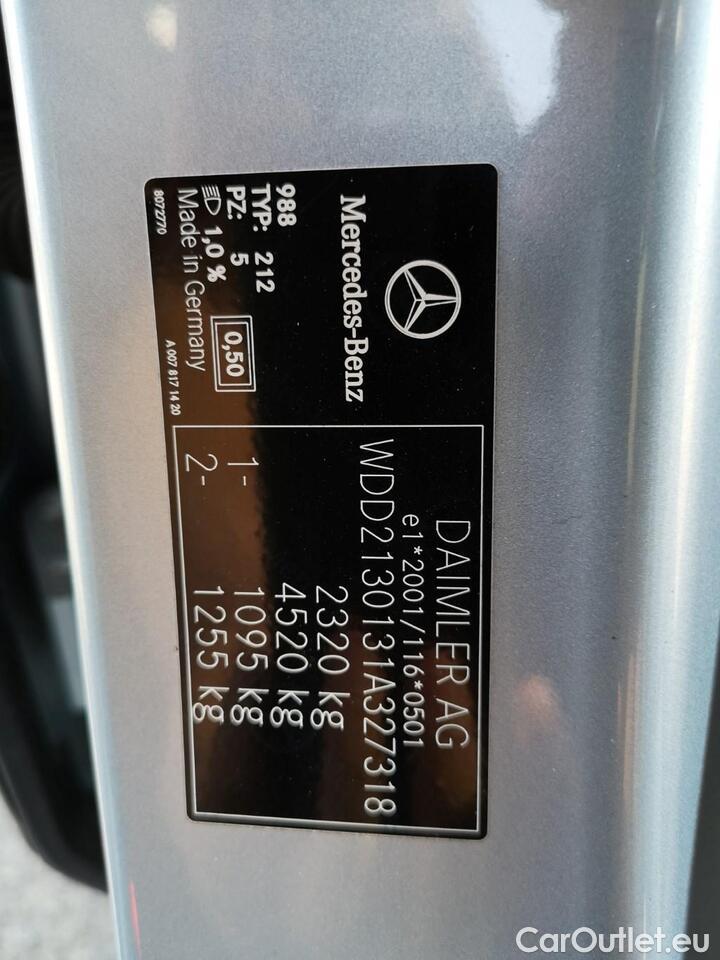 Mercedes-Benz
988
TYP: 212
PZ: 5
1,0 %
0,50
Made in Germany
8072770
A 007 817 14 20
DAIMLER AG
e1*2001/116*0501
WDD2130131A327318
2320 kg
4520 kg
1- 1095 kg
2- 1255 kg
CarOutlet.eu